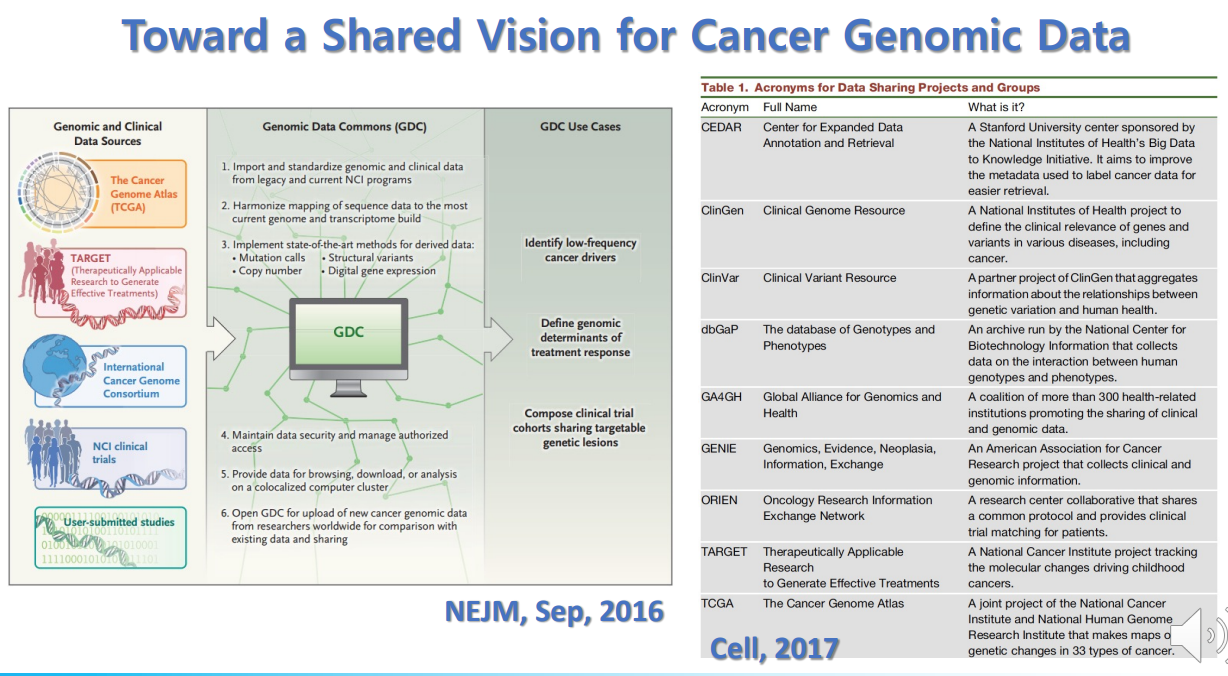 Toward a Shared Vision for Cancer Genomic Data
Genomic and Clinical
Data Sources
The Cancer
Genome Atlas
(TCGA)
TARGET
(Therapeutically Applicable
Research to Generate
Effective Treatments)
International
Cancer Genome
Consortium
NCI clinical
trials
User-submitted studies
Genomic Data Commons (GDC)
1. Import and standardize genomic and clinical data
from legacy and current NCI programs
2. Harmonize mapping of sequence data to the most
current genome and transcriptome build
3. Implement state-of-the-art methods for derived data:
• Mutation calls • Structural variants
• Copy number • Digital gene expression
GDC
4. Maintain data security and manage authorized
access
5. Provide data for browsing, download, or analysis
on a colocalized computer cluster
6. Open GDC for upload of new cancer genomic data
from researchers worldwide for comparison with
existing data and sharing
GDC Use Cases
Identify low-frequency
cancer drivers
Define genomic
determinants of
treatment response
Compose clinical trial
cohorts sharing targetable
genetic lesions
NEJM, Sep, 2016
Table 1. Acronyms for Data Sharing Projects and Groups
Acronym Full Name What is it?
CEDAR Center for Expanded Data A Stanford University center sponsored by
Annotation and Retrieval the National Institutes of Health's Big Data
to Knowledge Initiative. It aims to improve
the metadata used to label cancer data for
easier retrieval.
ClinGen Clinical Genome Resource A National Institutes of Health project to
define the clinical relevance of genes and
variants in various diseases, including
cancer.
ClinVar Clinical Variant Resource A partner project of ClinGen that aggregates
information about the relationships between
genetic variation and human health.
dbGaP The database of Genotypes and An archive run by the National Center for
Phenotypes Biotechnology Information that collects
data on the interaction between human
genotypes and phenotypes.
GA4GH Global Alliance for Genomics and A coalition of more than 300 health-related
Health institutions promoting the sharing of clinical
and genomic data.
GENIE Genomics, Evidence, Neoplasia, An American Association for Cancer
Information, Exchange Research project that collects clinical and
genomic information.
ORIEN Oncology Research Information A research center collaborative that shares
Exchange Network a common protocol and provides clinical
trial matching for patients.
TARGET Therapeutically Applicable A National Cancer Institute project tracking
Research the molecular changes driving childhood
to Generate Effective Treatments cancers.
TCGA The Cancer Genome Atlas A joint project of the National Cancer
Institute and National Human Genome
Research Institute that makes maps o
genetic changes in 33 types of cancer.
Cell, 2017